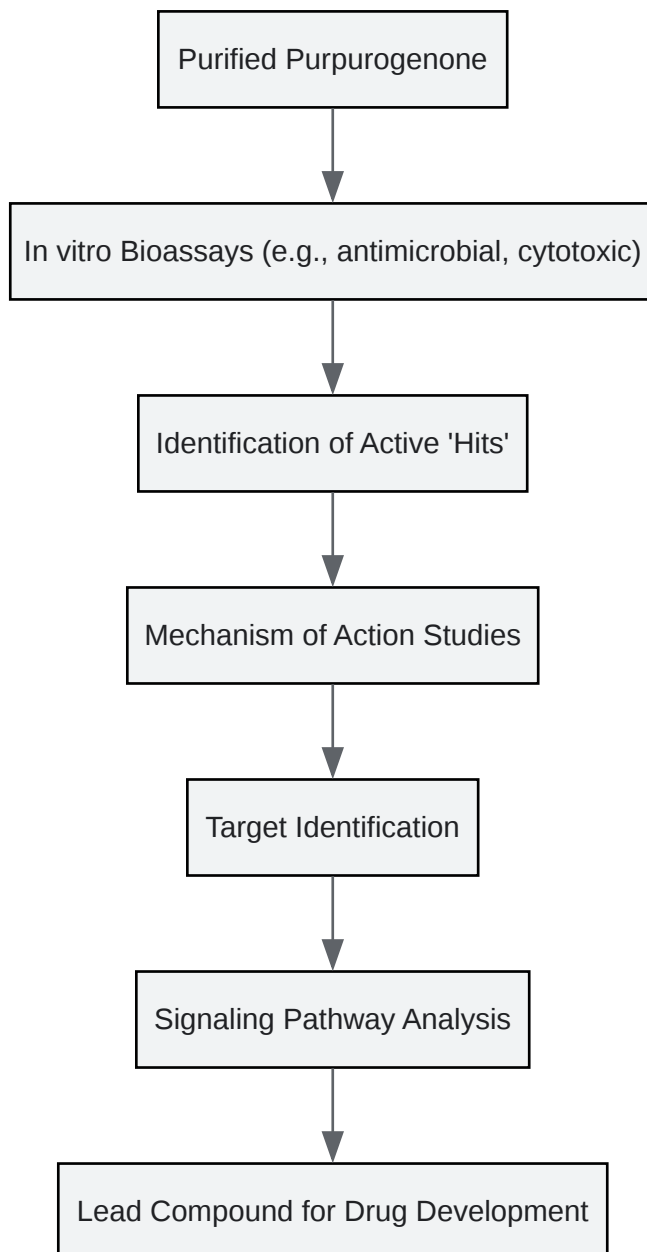 Purified Purpurogenone
In vitro Bioassays (e.g., antimicrobial, cytotoxic)
Identification of Active 'Hits'
Mechanism of Action Studies
Target Identification
Signaling Pathway Analysis
Lead Compound for Drug Development